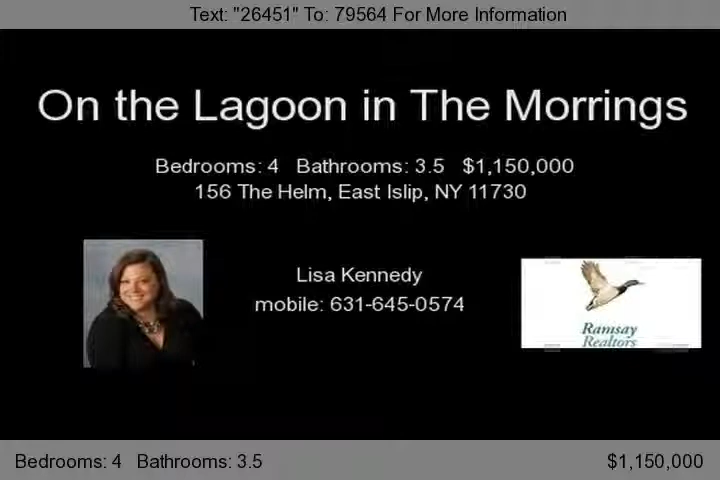 Text: "26451" To: 79564 For More Information
On the Lagoon in The Morrings
Bedrooms: 4 Bathrooms: 3.5 $1,150,000
156 The Helm, East Islip, NY 11730
Lisa Kennedy
mobile: 631-645-0574
Ramsay
Realtors
Bedrooms: 4 Bathrooms: 3.5
$1,150,000